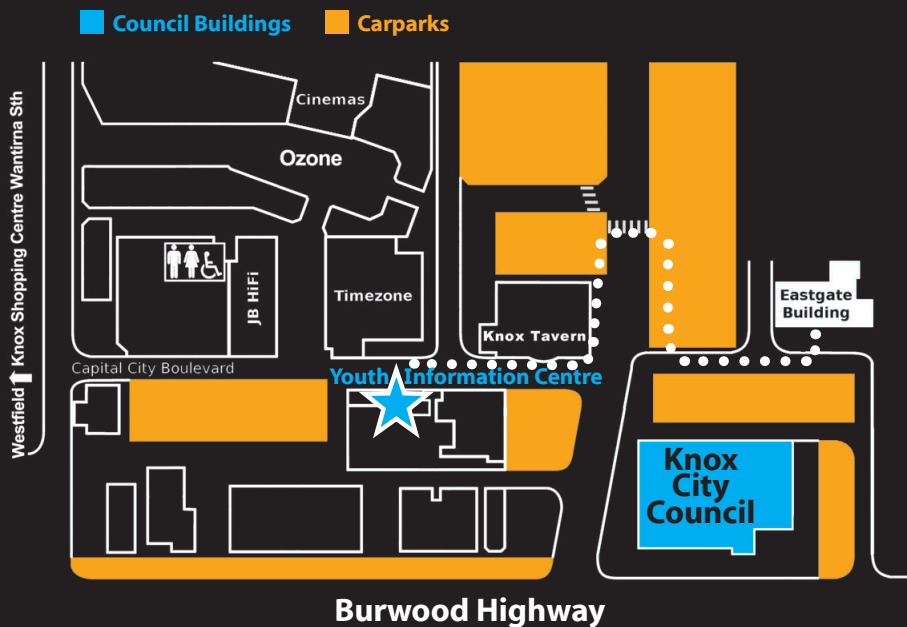 Council Buildings
Carparks
Westfield Knox Shopping Centre Wantirna Sth
Cinemas
Ozone
JB HiFi
Timezone
Knox Tavern
Eastgate
Building
Capital City Boulevard
Youth Information Centre
Knox
City
Council
Burwood Highway